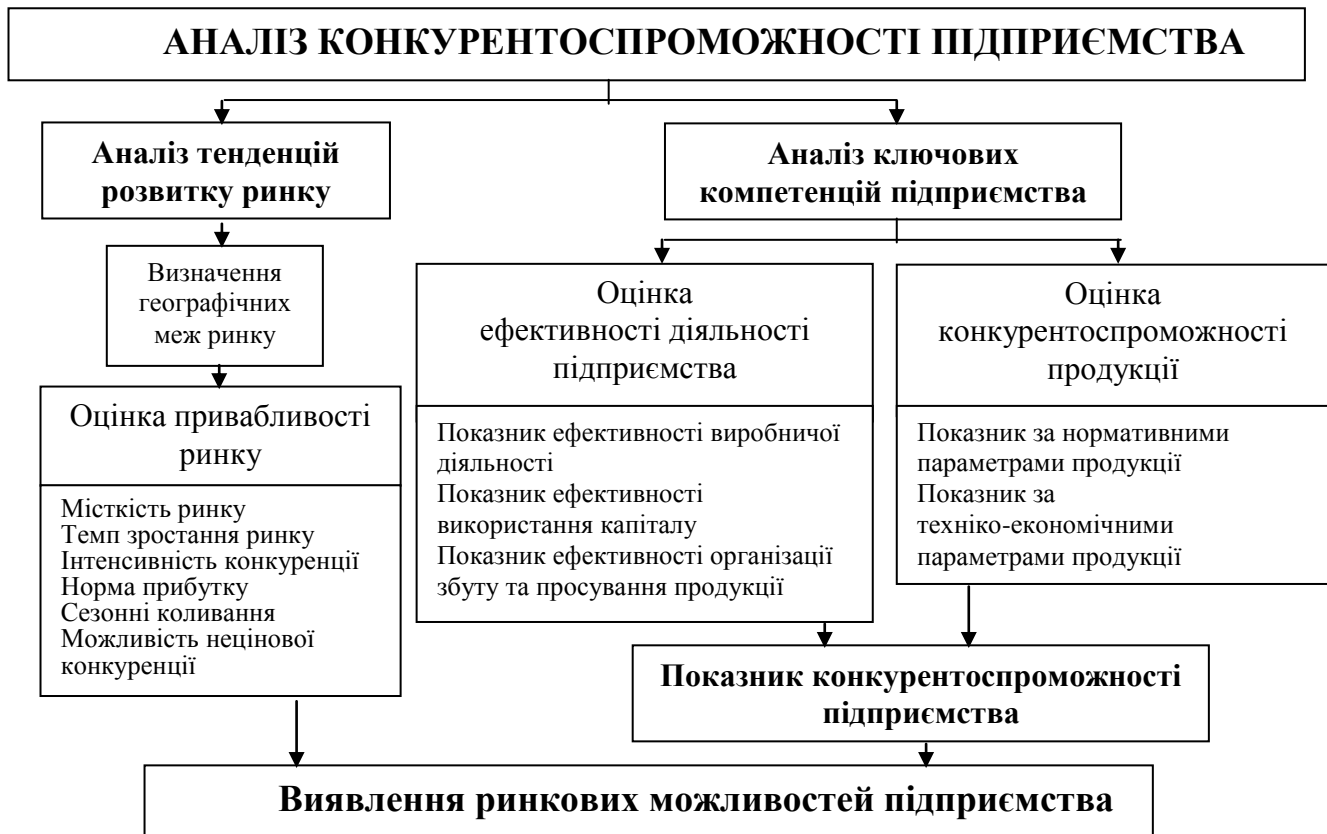 АНАЛІЗ КОНКУРЕНТОСПРОМОЖНОСТІ ПІДПРИЄМСТВА
Аналіз тенденцій
розвитку ринку
Визначення
географічних
меж ринку
Оцінка привабливості
ринку
Місткість ринку
Темп зростання ринку
Інтенсивність конкуренції
Норма прибутку
Сезонні коливання
Можливість нецінової
конкуренції
Аналіз ключових
компетенцій підприємства
Оцінка
ефективності діяльності
підприємства
Показник ефективності виробничої
діяльності
Показник ефективності
використання капіталу
Показник ефективності організації
збуту та просування продукції
Оцінка
конкурентоспроможності
продукції
Показник за нормативними
параметрами продукції
Показник за
техніко-економічними
параметрами продукції
Показник конкурентоспроможності
підприємства
Виявлення ринкових можливостей підприємства